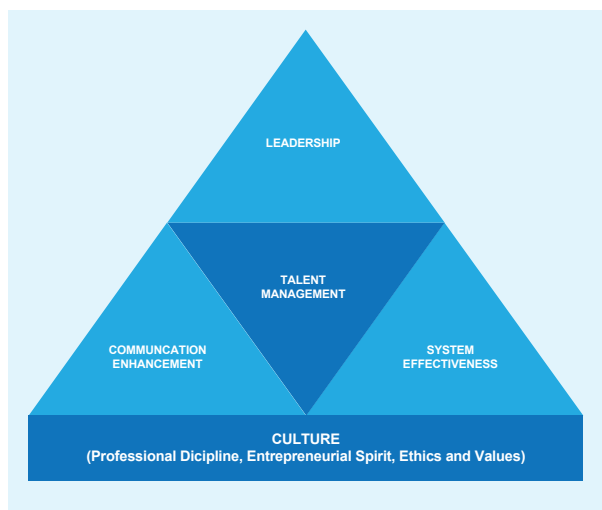 LEADERSHIP
TALENT
MANAGEMENT
COMMUNCATION
ENHANCEMENT
SYSTEM
EFFECTIVENESS
CULTURE
(Professional Dicipline, Entrepreneurial Spirit, Ethics and Values)